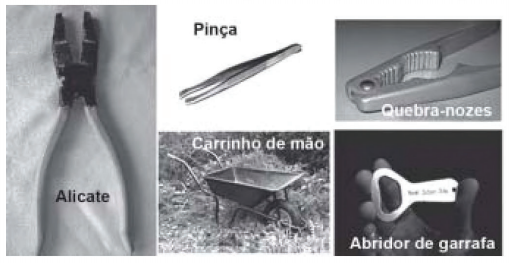 Pinça
Quebra-nozes
Carrinho de mão
Alicate
Abridor de garrafa